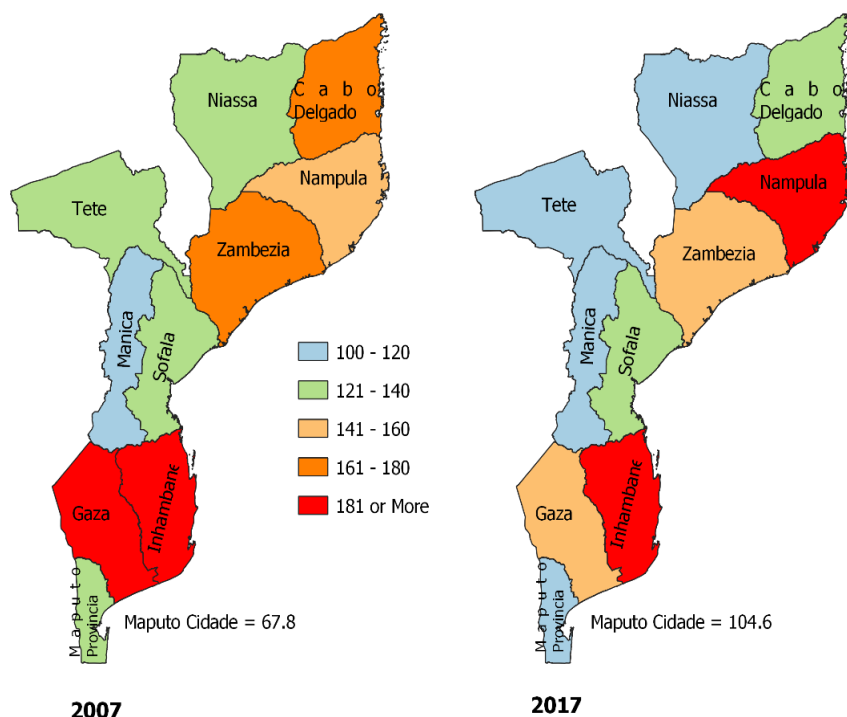 Niassa
C a b o
Delgado
Nampula
Tete
Zambezia
Manica
Sofala
Gaza
Inhambane
Maputo
Provincia
Maputo Cidade = 67.8
2007
100 - 120
121 - 140
141 - 160
161 - 180
181 or More
Niassa
C a b o
Delgado
Nampula
Tete
Zambezia
Manica
Sofala
Gaza
Inhambane
Maputo
Provincia
Maputo Cidade = 104.6
2017